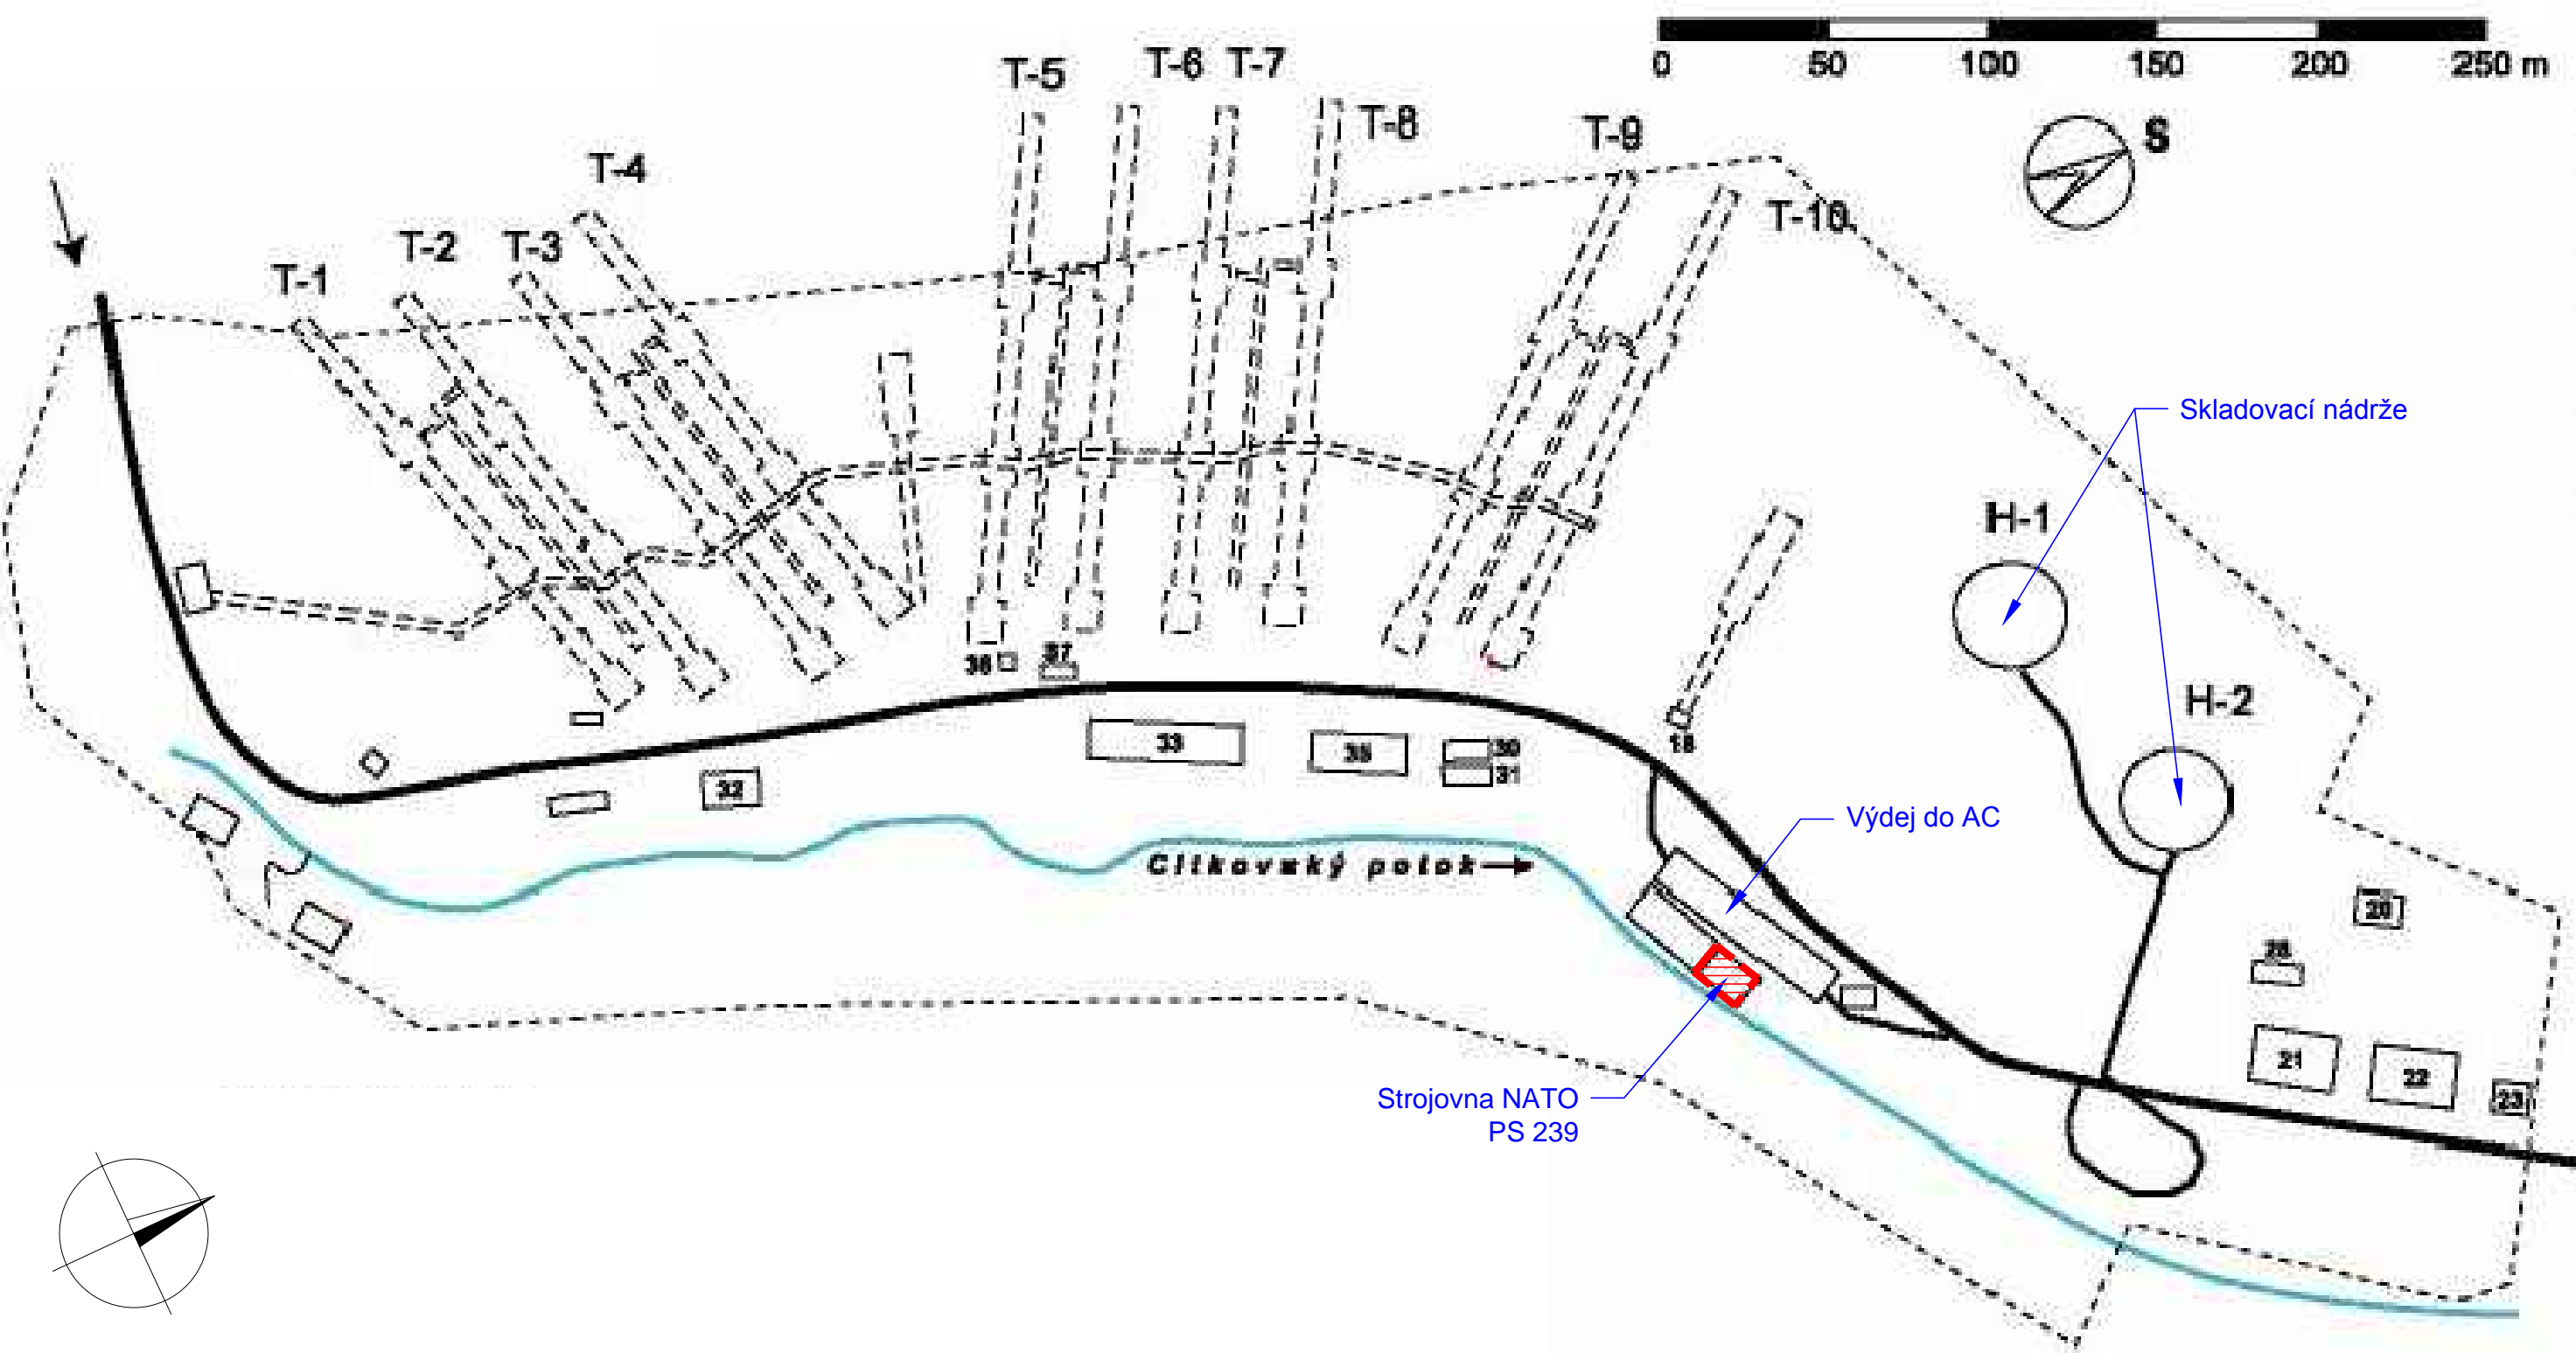 0 50 100 150 200 250 m
T-5
T-6
T-7
T-8
T-9
T-10
S
T-4
T-3
T-2
T-1
Skladovací nádrže
H-1
H-2
36
37
33
35
30
31
32
18
Výdej do AC
Citkovský potok
20
21
22
23
Strojovna NATO
PS 239